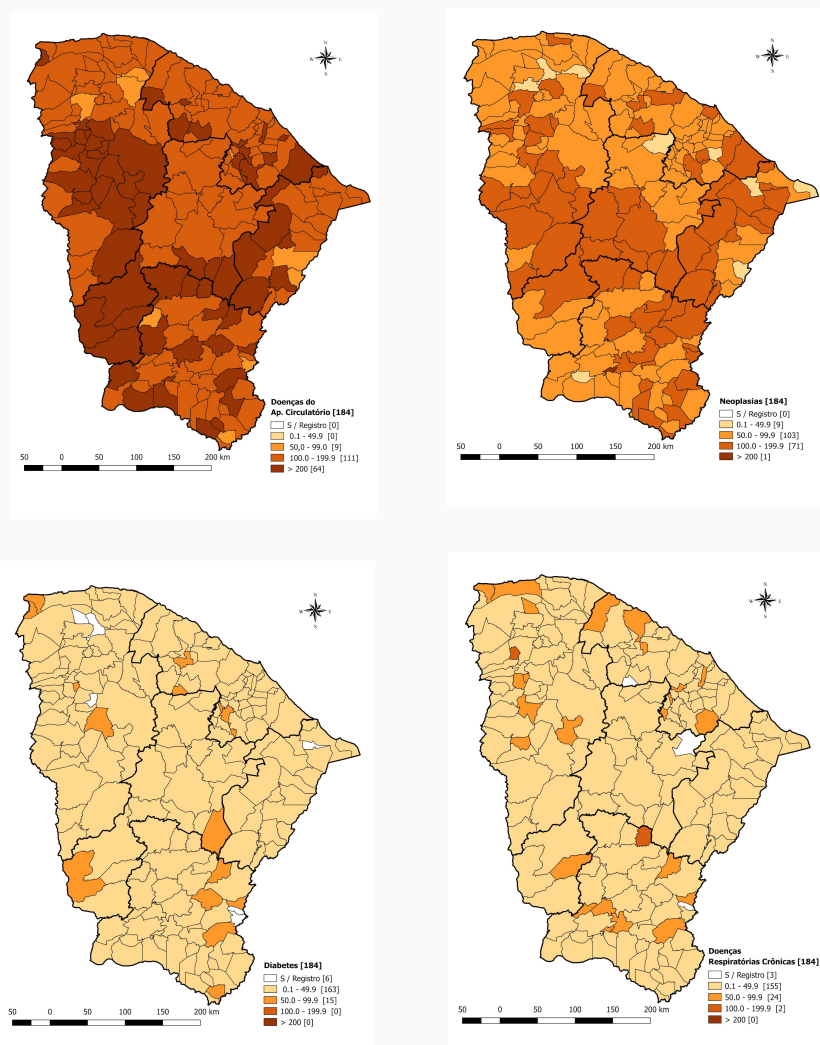 N
W E
S
Doenças do
Ap. Circulatório [184]
S / Registro [0]
0.1 - 49.9 [0]
50,0 - 99.0 [9]
100.0 - 199.9 [111]
> 200 [64]
50 0 50 100 150 200 km
N
W E
S
Neoplasias [184]
S / Registro [0]
0.1 - 49.9 [9]
50.0 - 99.9 [103]
100.0 - 199.9 [71]
> 200 [1]
50 0 50 100 150 200 km
N
W E
S
Diabetes [184]
S / Registro [6]
0.1 - 49.9 [163]
50.0 - 99.9 [15]
100.0 - 199.9 [0]
> 200 [0]
50 0 50 100 150 200 km
N
W E
S
Doenças
Respiratórias Crônicas [184]
S / Registro [3]
0.1 - 49.9 [155]
50.0 - 99.9 [24]
100.0 - 199.9 [2]
> 200 [0]
50 0 50 100 150 200 km